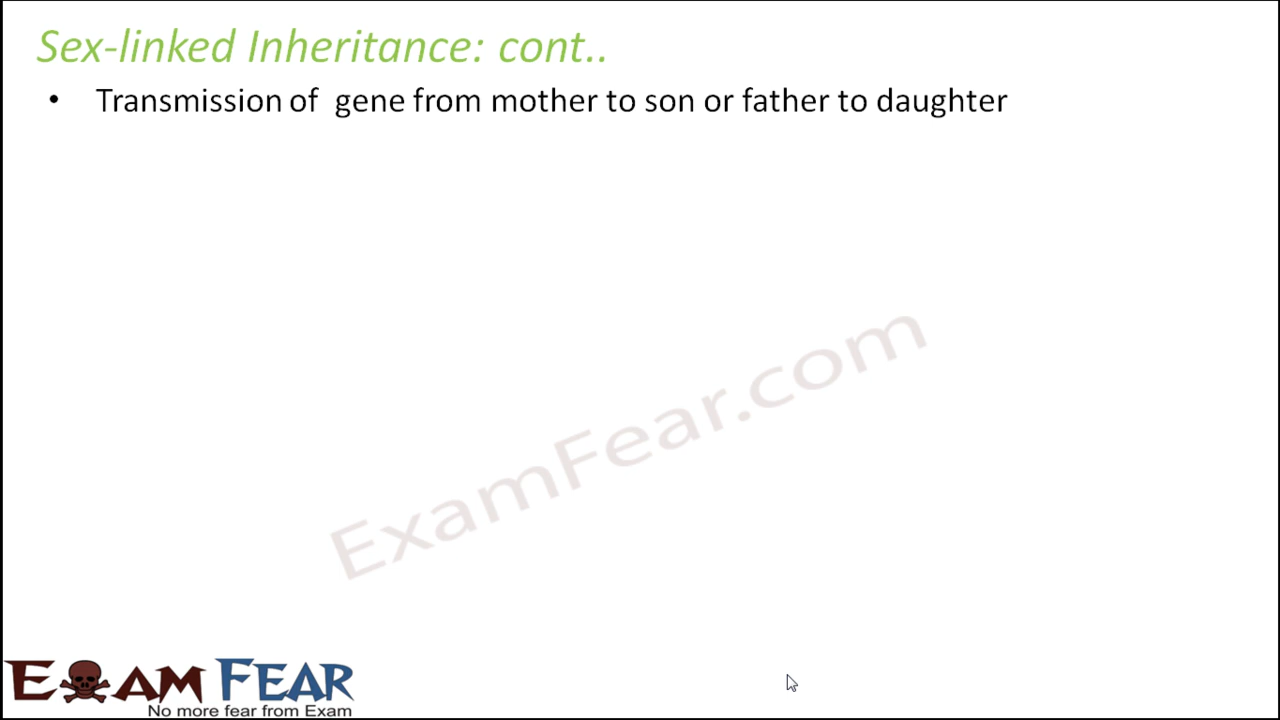 Sex-linked Inheritance: cont..
• Transmission of gene from mother to son or father to daughter
ExamFear.com
EXAM FEAR
No more fear from Exam